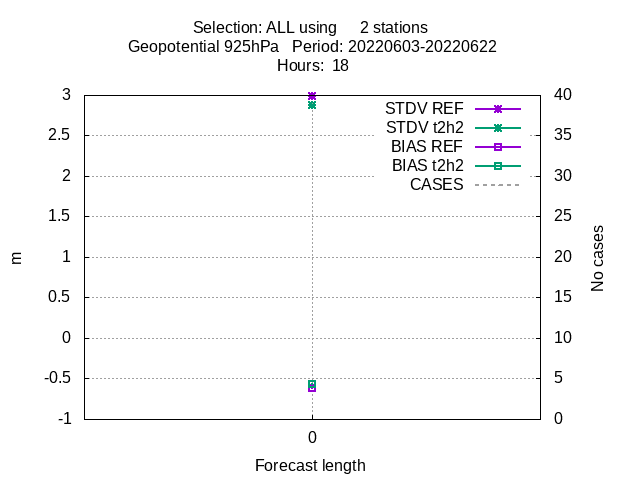 Selection: ALL using     2 stations
Geopotential 925hPa   Period: 20220603-20220622
Hours:  18
3
2.5
2
1.5
1
0.5
0
-0.5
-1
40
35
30
25
20
15
10
5
0
STDV REF
STDV t2h2
BIAS REF
BIAS t2h2
CASES
m
No cases
0
Forecast length